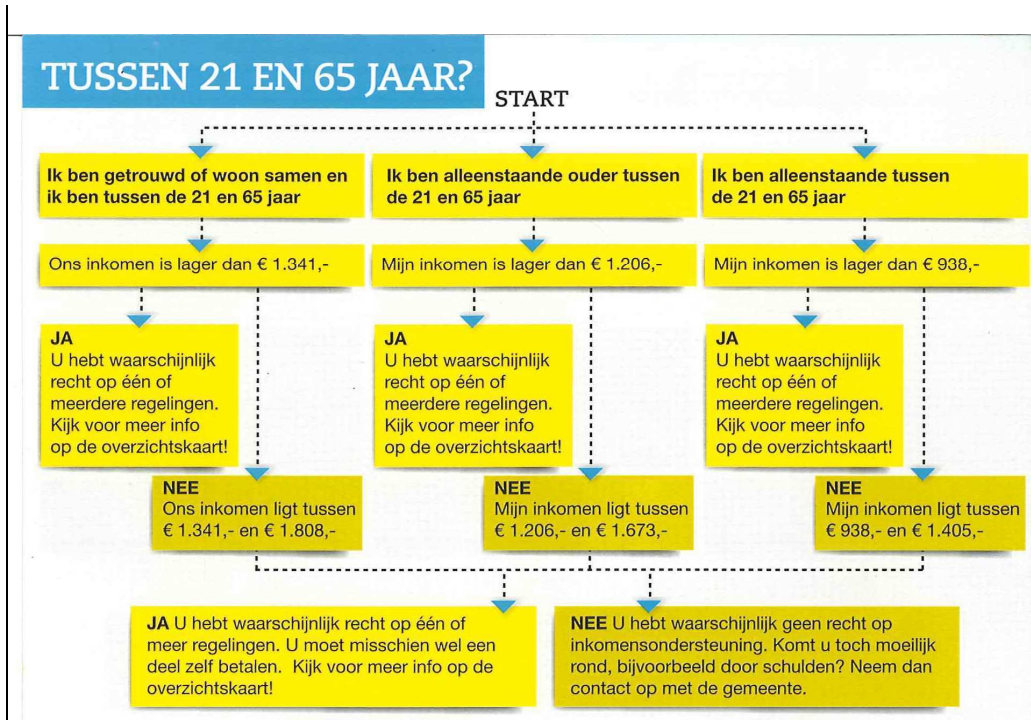 TUSSEN 21 EN 65 JAAR?
START
Ik ben getrouwd of woon samen en
ik ben tussen de 21 en 65 jaar
Ik ben alleenstaande ouder tussen
de 21 en 65 jaar
Ik ben alleenstaande tussen
de 21 en 65 jaar
Ons inkomen is lager dan € 1.341,-
Mijn inkomen is lager dan € 1.206,-
Mijn inkomen is lager dan € 938,-
JA
U hebt waarschijnlijk
recht op één of
meerdere regelingen.
Kijk voor meer info
op de overzichtskaart!
JA
U hebt waarschijnlijk
recht op één of
meerdere regelingen.
Kijk voor meer info
op de overzichtskaart!
JA
U hebt waarschijnlijk
recht op één of
meerdere regelingen.
Kijk voor meer info
op de overzichtskaart!
NEE
Ons inkomen ligt tussen
€ 1.341,- en € 1.808,-
NEE
Mijn inkomen ligt tussen
€ 1.206,- en € 1.673,-
NEE
Mijn inkomen ligt tussen
€ 938,- en € 1.405,-
JA U hebt waarschijnlijk recht op één of
meer regelingen. U moet misschien wel een
deel zelf betalen. Kijk voor meer info op de
overzichtskaart!
NEE U hebt waarschijnlijk geen recht op
inkomensondersteuning. Komt u toch moeilijk
rond, bijvoorbeeld door schulden? Neem dan
contact op met de gemeente.